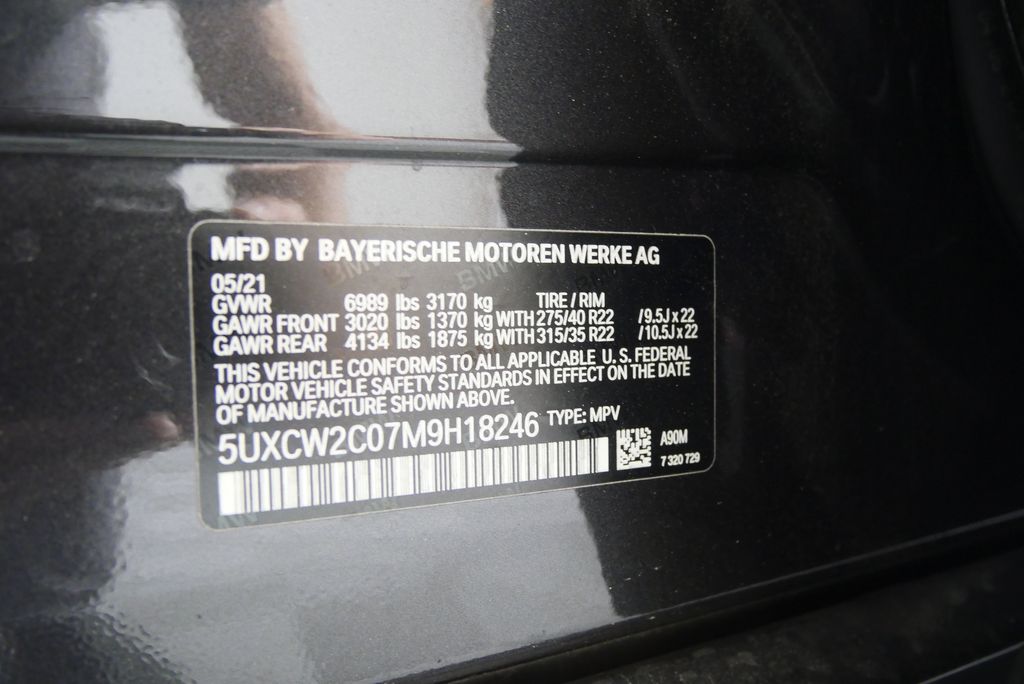 MFD BY BAYERISCHE MOTOREN WERKE AG
05/21
GVWR 6989 lbs 3170 kg TIRE / RIM
GAWR FRONT 3020 lbs 1370 kg WITH 275/40 R22 /9.5J x 22
GAWR REAR 4134 lbs 1875 kg WITH 315/35 R22 /10.5J x 22
THIS VEHICLE CONFORMS TO ALL APPLICABLE U.S. FEDERAL
MOTOR VEHICLE SAFETY STANDARDS IN EFFECT ON THE DATE
OF MANUFACTURE SHOWN ABOVE.
5UXCW2C07M9H18246 TYPE: MPV
A90M
7 320 729